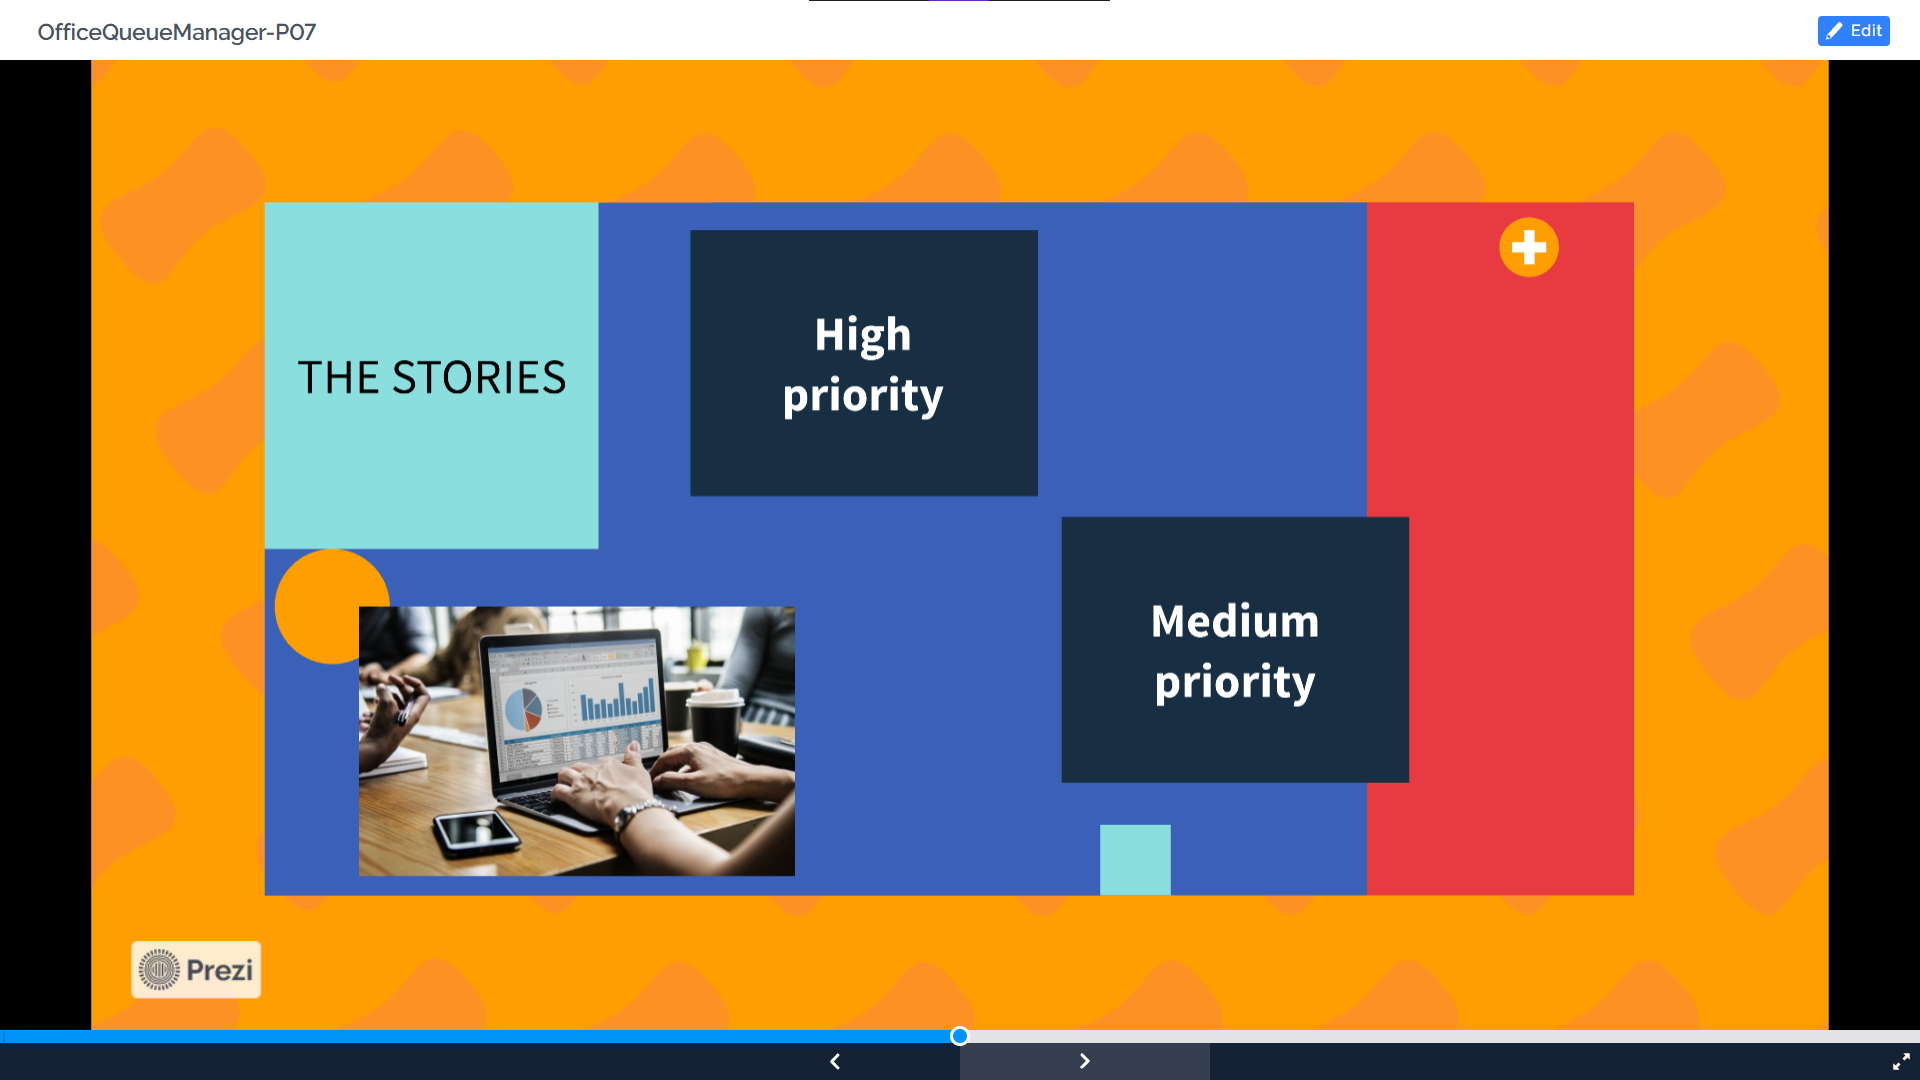 OfficeQueueManager-P07
Edit
THE STORIES
High
priority
Medium
priority
Prezi